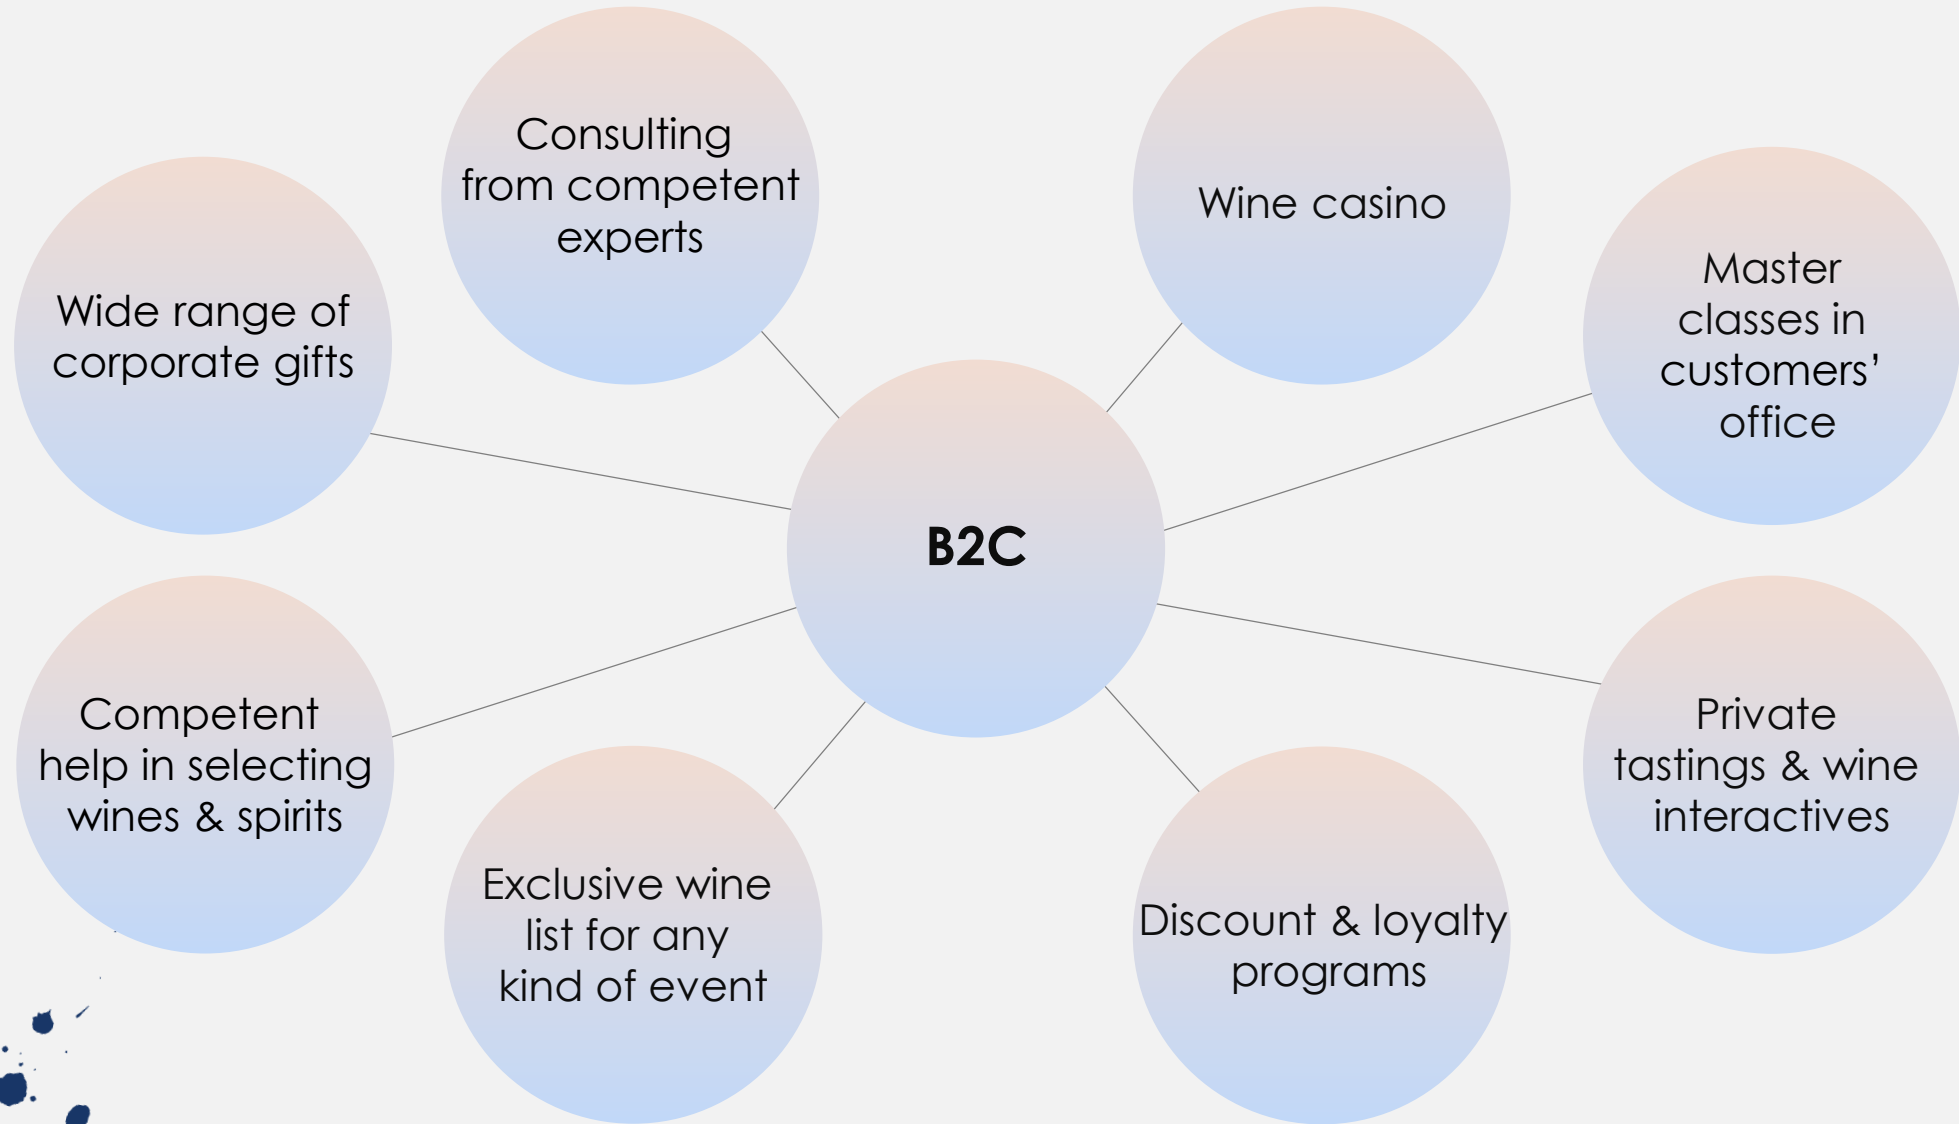 Consulting
from competent
experts
Wine casino
Wide range of
corporate gifts
Master
classes in
customers’
office
B2C
Competent
help in selecting
wines & spirits
Private
tastings & wine
interactives
Exclusive wine
list for any
kind of event
Discount & loyalty
programs